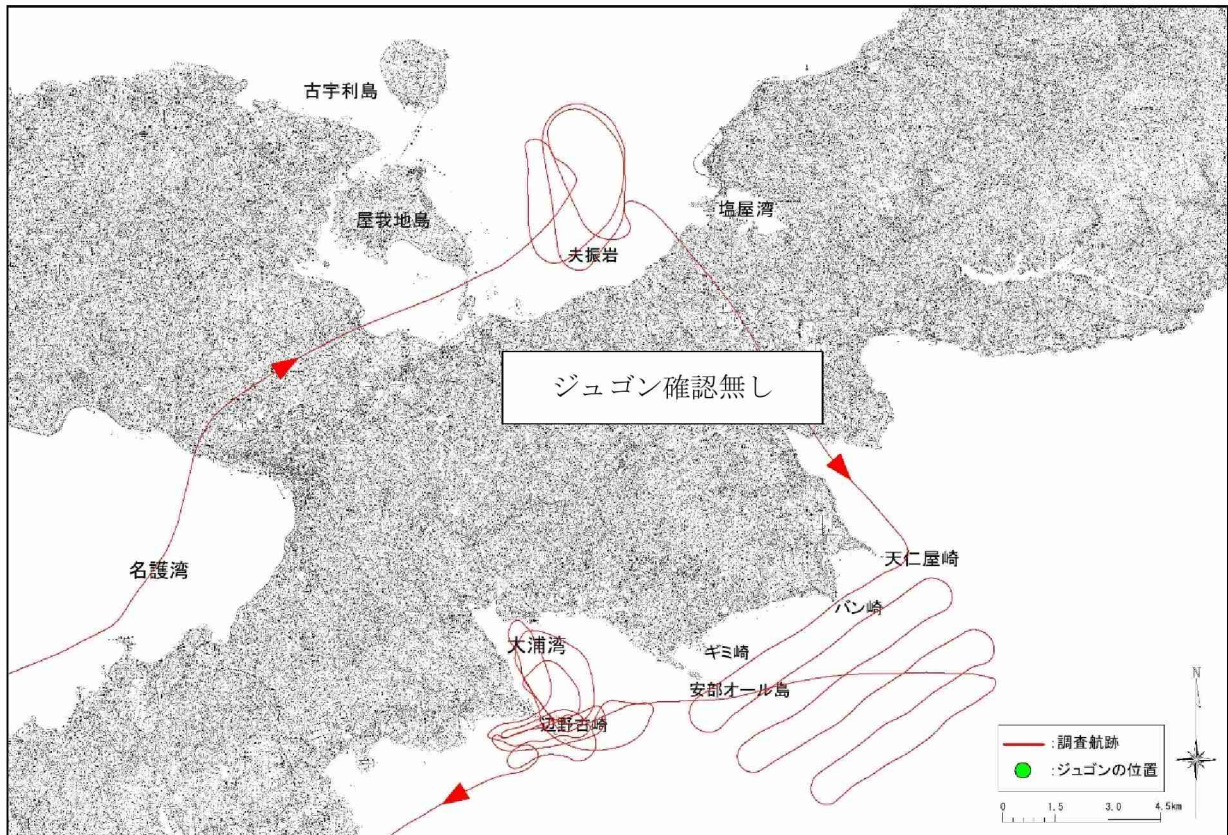 古宇利島
屋我地島
塩屋湾
夫振岩
ジュゴン確認無し
名護湾
天仁屋崎
バン崎
大浦湾
ギミ崎
安部オール島
辺野古崎
N
:調査航跡
:ジュゴンの位置
0 1.5 3.0 4.5km